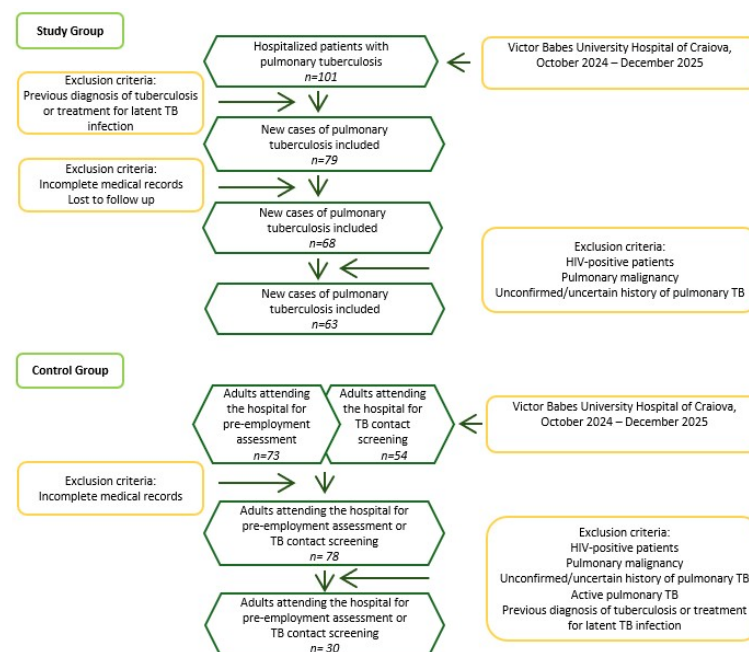 Study Group
Hospitalized patients with
pulmonary tuberculosis
n=101
Victor Babes University Hospital of Craiova,
October 2024 – December 2025
Exclusion criteria:
Previous diagnosis of tuberculosis
or treatment for latent TB
infection
New cases of pulmonary
tuberculosis included
n=79
Exclusion criteria:
Incomplete medical records
Lost to follow up
New cases of pulmonary
tuberculosis included
n=68
Exclusion criteria:
HIV-positive patients
Pulmonary malignancy
Unconfirmed/uncertain history of pulmonary TB
New cases of pulmonary
tuberculosis included
n=63
Control Group
Adults attending
the hospital for
pre-employment
assessment
n=73
Adults attending
the hospital for
TB contact
screening
n=54
Victor Babes University Hospital of Craiova,
October 2024 – December 2025
Exclusion criteria:
Incomplete medical records
Adults attending the hospital for
pre-employment assessment or
TB contact screening
n= 78
Exclusion criteria:
HIV-positive patients
Pulmonary malignancy
Unconfirmed/uncertain history of pulmonary TB
Active pulmonary TB
Previous diagnosis of tuberculosis or treatment
for latent TB infection
Adults attending the hospital for
pre-employment assessment or
TB contact screening
n= 30